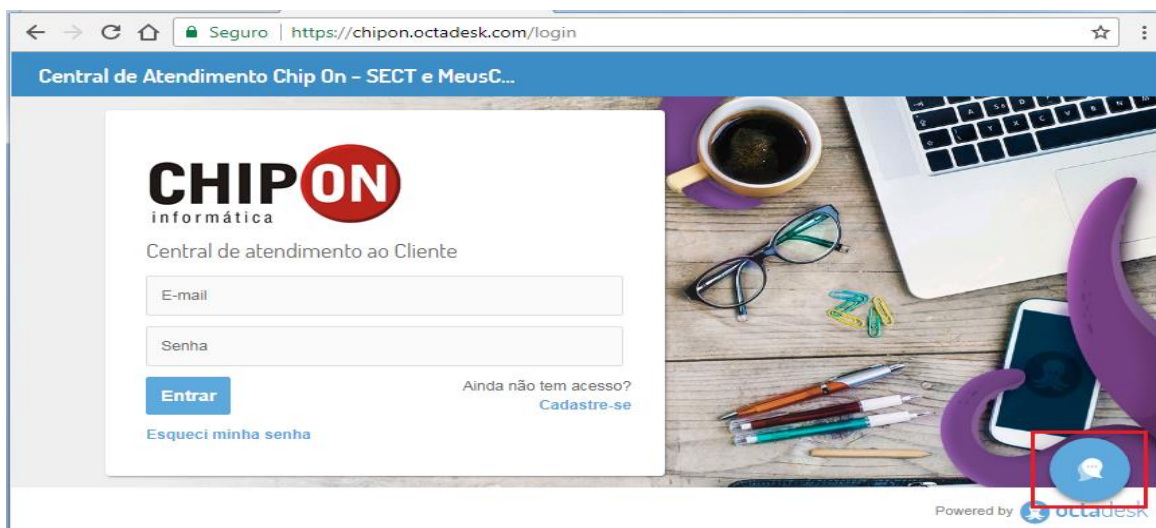 Seguro | https://chipon.octadesk.com/login
Central de Atendimento Chip On – SECT e MeusC...
CHIPON
informática
Central de atendimento ao Cliente
E-mail
Senha
Entrar
Ainda não tem acesso?
Cadastre-se
Esqueci minha senha
Powered by octadesk